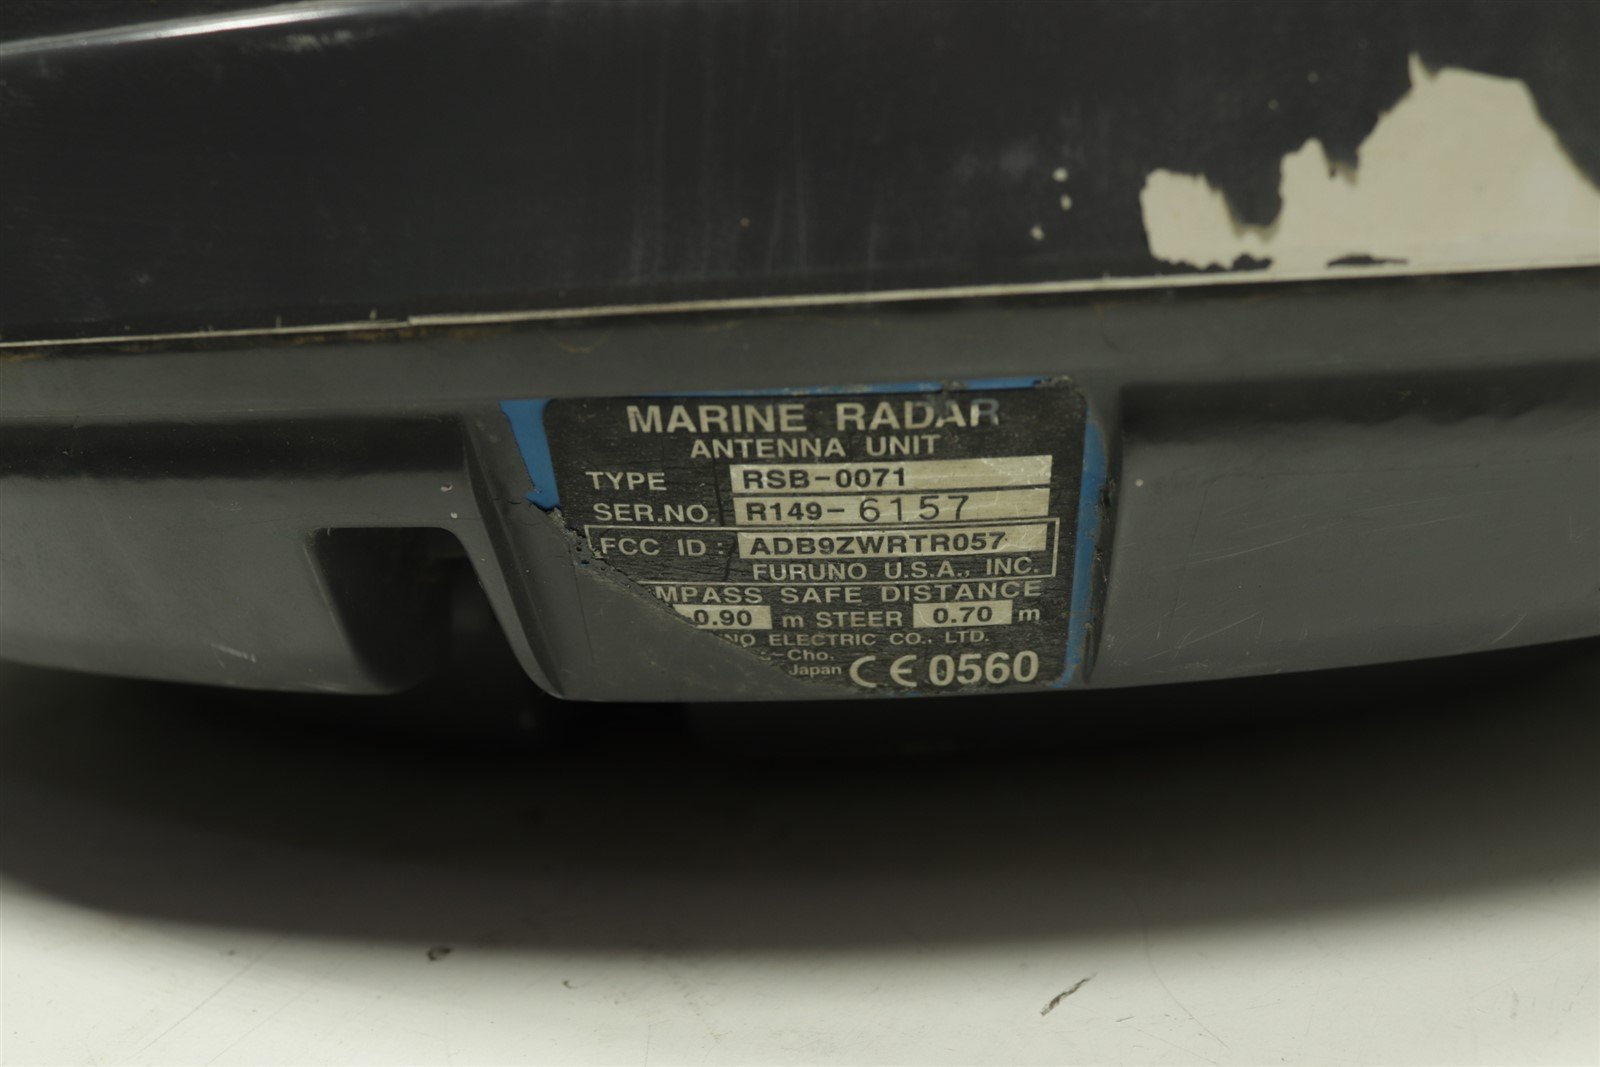 MARINE RADAR
ANTENNA UNIT
TYPE RSB-0071
SER.NO. R149-6157
FCC ID: ADB9ZWRTR057
FURUNO U.S.A., INC.
SAFE DISTANCE
0.90 m STEER 0.70 m
ELECTRIC CO., LTD.
Japan CE 0560